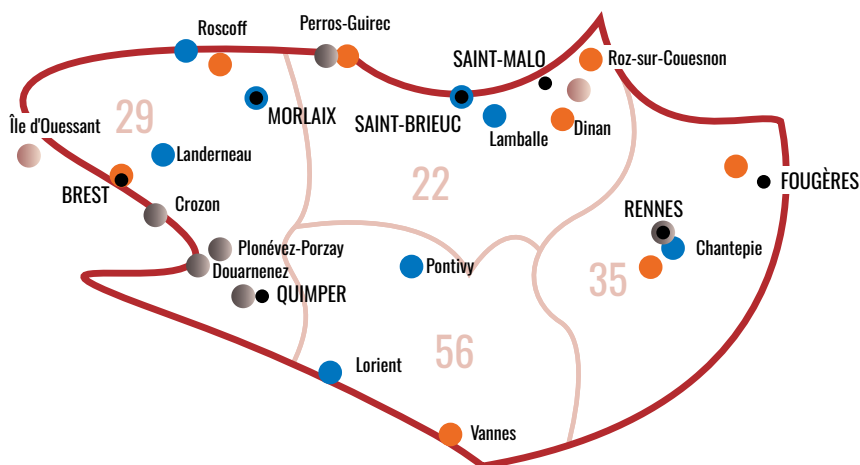 Roscoff
Perros-Guirec
SAINT-MALO
Roz-sur-Couesnon
29
MORLAIX
SAINT-BRIEUC
Île d'Ouessant
Landerneau
Lamballe
Dinan
22
BREST
FOUGÈRES
Crozon
RENNES
Plonévez-Porzay
Chantepie
Douarnenez
Pontivy
35
QUIMPER
56
Lorient
Vannes